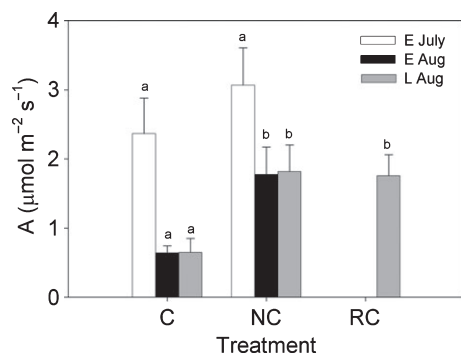 4
3
2
1
0
A (μmol m⁻² s⁻¹)
E July
E Aug
L Aug
a
a
a
a
b
b
b
C
NC
RC
Treatment